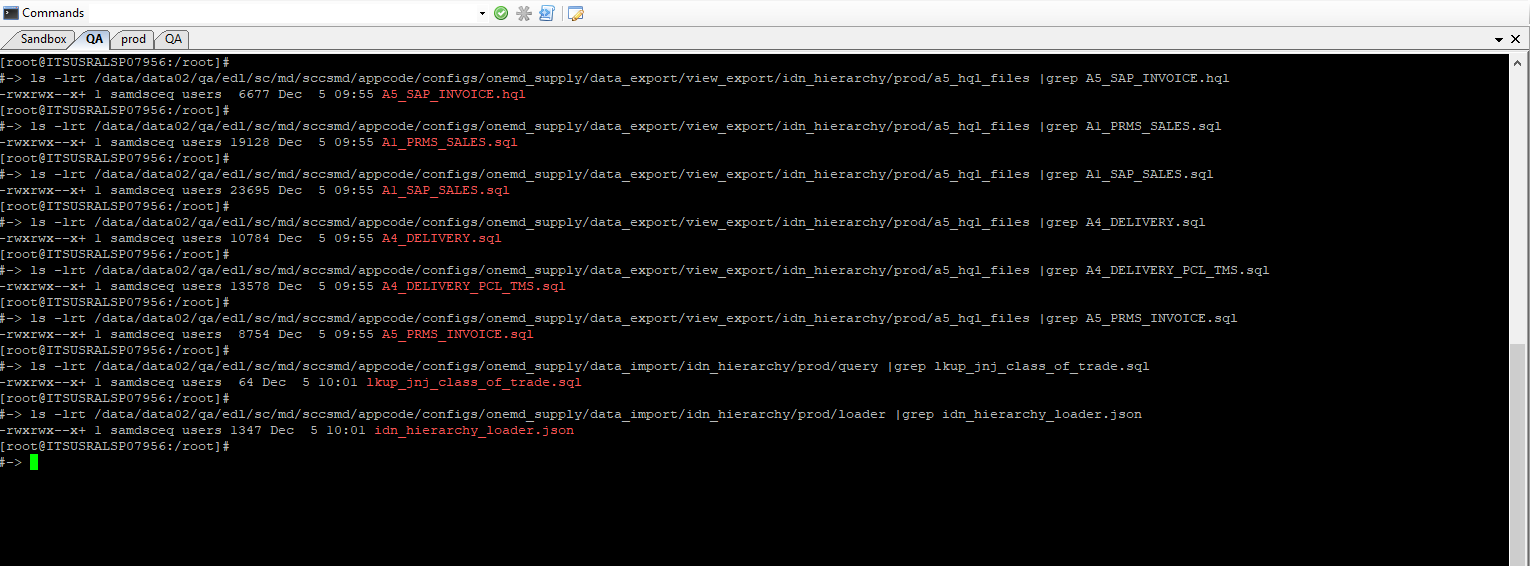 Commands
Sandbox QA prod QA
[root@ITSUSRALSP07956:/root]#
#-> ls -lrt /data/data02/qa/edl/sc/md/sccsmd/appcode/configs/onemd_supply/data_export/view_export/idn_hierarchy/prod/a5_hql_files |grep A5_SAP_INVOICE.hql
-rwxrwx--x+ 1 samdsceq users  6677 Dec  5 09:55 A5_SAP_INVOICE.hql
[root@ITSUSRALSP07956:/root]#
#-> ls -lrt /data/data02/qa/edl/sc/md/sccsmd/appcode/configs/onemd_supply/data_export/view_export/idn_hierarchy/prod/a5_hql_files |grep A1_PRMS_SALES.sql
-rwxrwx--x+ 1 samdsceq users 19128 Dec  5 09:55 A1_PRMS_SALES.sql
[root@ITSUSRALSP07956:/root]#
#-> ls -lrt /data/data02/qa/edl/sc/md/sccsmd/appcode/configs/onemd_supply/data_export/view_export/idn_hierarchy/prod/a5_hql_files |grep A1_SAP_SALES.sql
-rwxrwx--x+ 1 samdsceq users 23695 Dec  5 09:55 A1_SAP_SALES.sql
[root@ITSUSRALSP07956:/root]#
#-> ls -lrt /data/data02/qa/edl/sc/md/sccsmd/appcode/configs/onemd_supply/data_export/view_export/idn_hierarchy/prod/a5_hql_files |grep A4_DELIVERY.sql
-rwxrwx--x+ 1 samdsceq users 10784 Dec  5 09:55 A4_DELIVERY.sql
[root@ITSUSRALSP07956:/root]#
#-> ls -lrt /data/data02/qa/edl/sc/md/sccsmd/appcode/configs/onemd_supply/data_export/view_export/idn_hierarchy/prod/a5_hql_files |grep A4_DELIVERY_PCL_TMS.sql
-rwxrwx--x+ 1 samdsceq users 13578 Dec  5 09:55 A4_DELIVERY_PCL_TMS.sql
[root@ITSUSRALSP07956:/root]#
#-> ls -lrt /data/data02/qa/edl/sc/md/sccsmd/appcode/configs/onemd_supply/data_export/view_export/idn_hierarchy/prod/a5_hql_files |grep A5_PRMS_INVOICE.sql
-rwxrwx--x+ 1 samdsceq users  8754 Dec  5 09:55 A5_PRMS_INVOICE.sql
[root@ITSUSRALSP07956:/root]#
#-> ls -lrt /data/data02/qa/edl/sc/md/sccsmd/appcode/configs/onemd_supply/data_import/idn_hierarchy/prod/query |grep lkup_jnj_class_of_trade.sql
-rwxrwx--x+ 1 samdsceq users  64 Dec  5 10:01 lkup_jnj_class_of_trade.sql
[root@ITSUSRALSP07956:/root]#
#-> ls -lrt /data/data02/qa/edl/sc/md/sccsmd/appcode/configs/onemd_supply/data_import/idn_hierarchy/prod/loader |grep idn_hierarchy_loader.json
-rwxrwx--x+ 1 samdsceq users 1347 Dec  5 10:01 idn_hierarchy_loader.json
[root@ITSUSRALSP07956:/root]#
#->